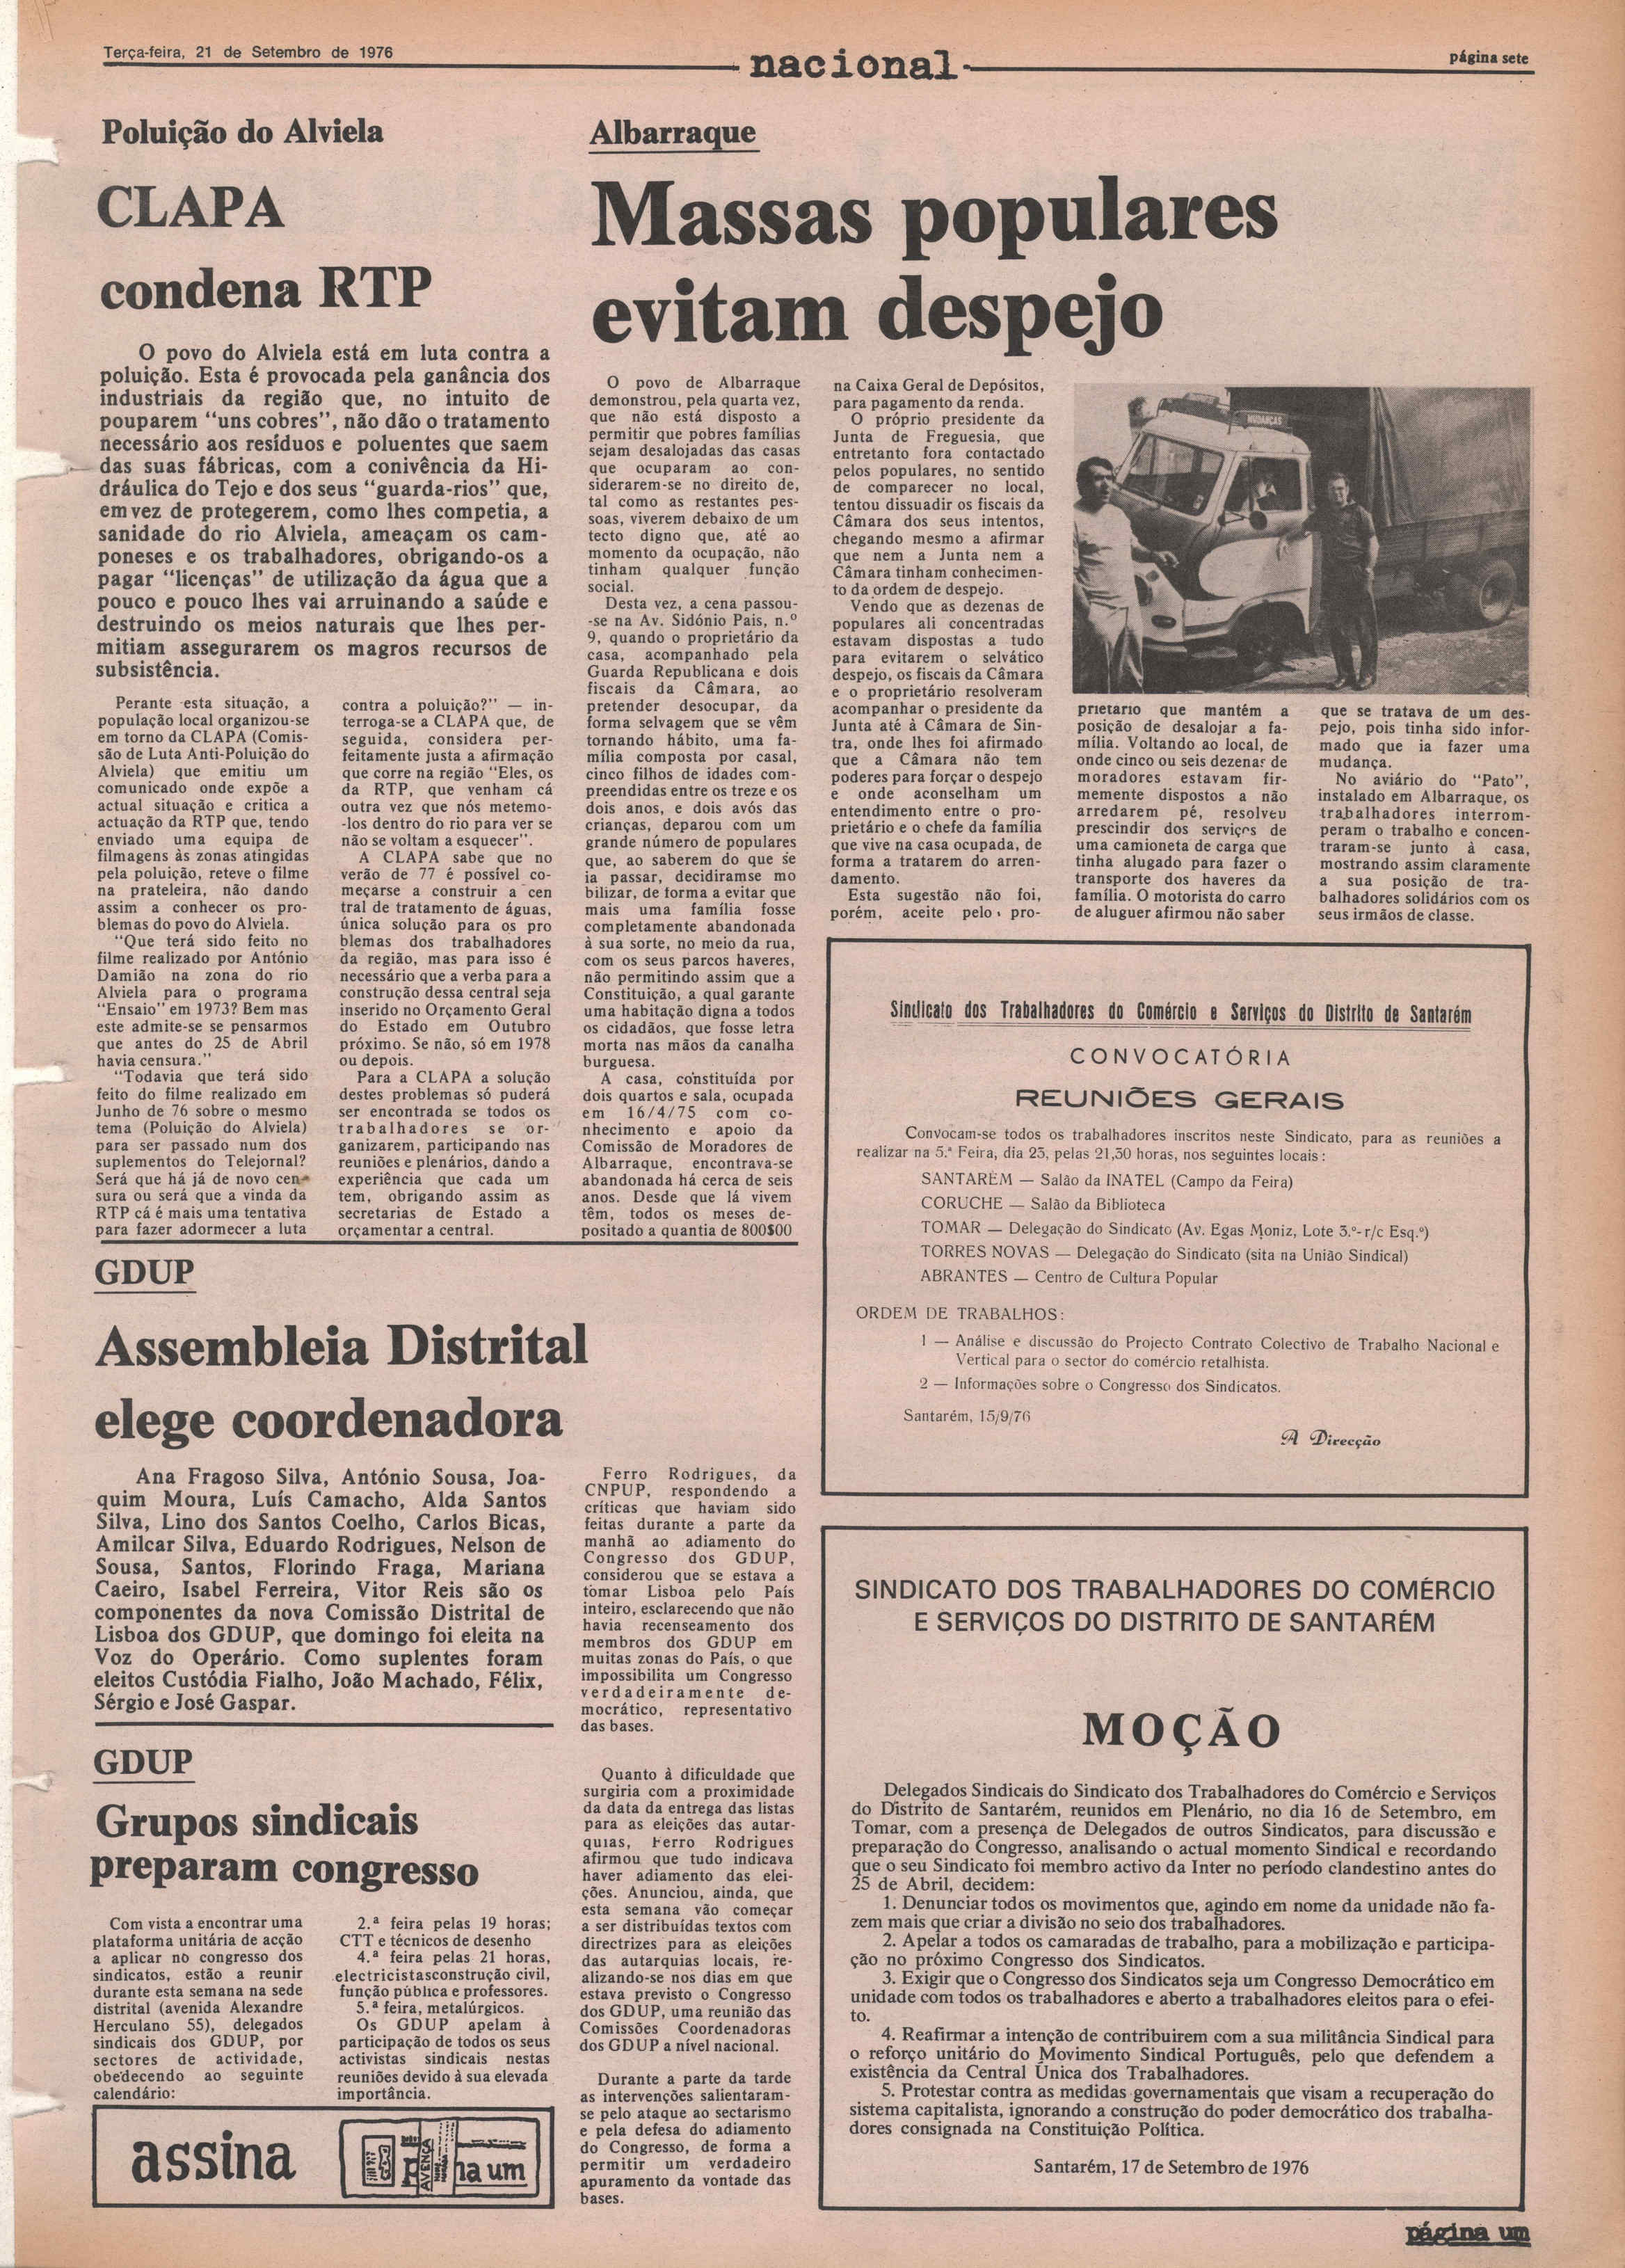 Terça-feira, 21 de Setembro de 1976
nacional
página sete
Poluição do Alviela
CLAPA
condena RTP
O povo do Alviela está em luta contra a
poluição. Esta é provocada pela ganância dos
industriais da região que, no intuito de
pouparem "uns cobres", não dão o tratamento
necessário aos resíduos e poluentes que saem
das suas fábricas, com a conivência da Hi-
dráulica do Tejo e dos seus "guarda-rios" que,
em vez de protegerem, como lhes competia, a
sanidade do rio Alviela, ameaçam os cam-
poneses e os trabalhadores, obrigando-os a
pagar "licenças" de utilização da água que a
pouco e pouco lhes vai arruinando a saúde e
destruindo os meios naturais que lhes per-
mitiam assegurarem os magros recursos de
subsistência.
Perante esta situação, a
população local organizou-se
em torno da CLAPA (Comis-
são de Luta Anti-Poluição do
Alviela) que emitiu um
comunicado onde expõe a
actual situação e critica a
actuação da RTP que, tendo
enviado uma equipa de
filmagens às zonas atingidas
pela poluição, reteve o filme
na prateleira, não dando
assim a conhecer os pro-
blemas do povo do Alviela.
"Que terá sido feito no
filme realizado por António
Damião na zona do rio
Alviela para o programa
"Ensaio" em 1973? Bem mas
este admite-se se pensarmos
que antes do 25 de Abril
havia censura."
"Todavia que terá sido
feito do filme realizado em
Junho de 76 sobre o mesmo
tema (Poluição do Alviela)
para ser passado num dos
suplementos do Telejornal?
Será que há já de novo cen-
sura ou será que a vinda da
RTP cá é mais uma tentativa
para fazer adormecer a luta
contra a poluição?" — in-
terroga-se a CLAPA que, de
seguida, considera per-
feitamente justa a afirmação
que corre na região "Eles, os
da RTP, que venham cá
outra vez que nós metemo-
-los dentro do rio para ver se
não se voltam a esquecer".
A CLAPA sabe que no
verão de 77 é possível co-
meçarse a construir a cen
tral de tratamento de águas,
única solução para os pro
blemas dos trabalhadores
da região, mas para isso é
necessário que a verba para a
construção dessa central seja
inserido no Orçamento Geral
do Estado em Outubro
próximo. Se não, só em 1978
ou depois.
Para a CLAPA a solução
destes problemas só puderá
ser encontrada se todos os
trabalhadores se or-
ganizarem, participando nas
reuniões e plenários, dando a
experiência que cada um
tem, obrigando assim as
secretarias de Estado a
orçamentar a central.
Albarraque
Massas populares
evitam despejo
O povo de Albarraque
demonstrou, pela quarta vez,
que não está disposto a
permitir que pobres famílias
sejam desalojadas das casas
que ocuparam ao con-
siderarem-se no direito de,
tal como as restantes pes-
soas, viverem debaixo de um
tecto digno que, até ao
momento da ocupação, não
tinham qualquer função
social.
Desta vez, a cena passou-
-se na Av. Sidónio Pais, n.º
9, quando o proprietário da
casa, acompanhado pela
Guarda Republicana e dois
fiscais da Câmara, ao
pretender desocupar, da
forma selvagem que se vêm
tornando hábito, uma fa-
mília composta por casal,
cinco filhos de idades com-
preendidas entre os treze e os
dois anos, e dois avós das
crianças, deparou com um
grande número de populares
que, ao saberem do que se
ia passar, decidiramse mo
bilizar, de forma a evitar que
mais uma família fosse
completamente abandonada
à sua sorte, no meio da rua,
com os seus parcos haveres,
não permitindo assim que a
Constituição, a qual garante
uma habitação digna a todos
os cidadãos, que fosse letra
morta nas mãos da canalha
burguesa.
A casa, constituída por
dois quartos e sala, ocupada
em 16/4/75 com co-
nhecimento e apoio da
Comissão de Moradores de
Albarraque, encontrava-se
abandonada há cerca de seis
anos. Desde que lá vivem
têm, todos os meses de-
positado a quantia de 800$00
na Caixa Geral de Depósitos,
para pagamento da renda.
O próprio presidente da
Junta de Freguesia, que
entretanto fora contactado
pelos populares, no sentido
de comparecer no local,
tentou dissuadir os fiscais da
Câmara dos seus intentos,
chegando mesmo a afirmar
que nem a Junta nem a
Câmara tinham conhecimen-
to da ordem de despejo.
Vendo que as dezenas de
populares ali concentradas
estavam dispostas a tudo
para evitarem o selvático
despejo, os fiscais da Câmara
e o proprietário resolveram
acompanhar o presidente da
Junta até à Câmara de Sin-
tra, onde lhes foi afirmado
que a Câmara não tem
poderes para forçar o despejo
e onde aconselham um
entendimento entre o pro-
prietário e o chefe da família
que vive na casa ocupada, de
forma a tratarem do arren-
damento.
Esta sugestão não foi,
porém, aceite pelo pro-
MUDANÇAS
prietário que mantém a
posição de desalojar a fa-
mília. Voltando ao local, de
onde cinco ou seis dezenas de
moradores estavam fir-
memente dispostos a não
arredarem pé, resolveu
prescindir dos serviços de
uma camioneta de carga que
tinha alugado para fazer o
transporte dos haveres da
família. O motorista do carro
de aluguer afirmou não saber
que se tratava de um des-
pejo, pois tinha sido infor-
mado que ia fazer uma
mudança.
No aviário do "Pato",
instalado em Albarraque, os
trabalhadores interrom-
peram o trabalho e concen-
traram-se junto à casa,
mostrando assim claramente
a sua posição de tra-
balhadores solidários com os
seus irmãos de classe.
Sindicato dos Trabalhadores do Comércio e Serviços do Distrito de Santarém
CONVOCATÓRIA
REUNIÕES GERAIS
Convocam-se todos os trabalhadores inscritos neste Sindicato, para as reuniões a
realizar na 5.ª Feira, dia 23, pelas 21,30 horas, nos seguintes locais:
SANTARÉM — Salão da INATEL (Campo da Feira)
CORUCHE — Salão da Biblioteca
TOMAR — Delegação do Sindicato (Av. Egas Moniz, Lote 3.º-r/c Esq.º)
TORRES NOVAS — Delegação do Sindicato (sita na União Sindical)
ABRANTES — Centro de Cultura Popular
ORDEM DE TRABALHOS:
1 — Análise e discussão do Projecto Contrato Colectivo de Trabalho Nacional e
Vertical para o sector do comércio retalhista.
2 — Informações sobre o Congresso dos Sindicatos.
Santarém, 15/9/76
A Direcção
GDUP
Assembleia Distrital
elege coordenadora
Ana Fragoso Silva, António Sousa, Joa-
quim Moura, Luís Camacho, Alda Santos
Silva, Lino dos Santos Coelho, Carlos Bicas,
Amilcar Silva, Eduardo Rodrigues, Nelson de
Sousa, Santos, Florindo Fraga, Mariana
Caeiro, Isabel Ferreira, Vitor Reis são os
componentes da nova Comissão Distrital de
Lisboa dos GDUP, que domingo foi eleita na
Voz do Operário. Como suplentes foram
eleitos Custódia Fialho, João Machado, Félix,
Sérgio e José Gaspar.
Ferro Rodrigues, da
CNPUP, respondendo a
críticas que haviam sido
feitas durante a parte da
manhã ao adiamento do
Congresso dos GDUP,
considerou que se estava a
tomar Lisboa pelo País
inteiro, esclarecendo que não
havia recenseamento dos
membros dos GDUP em
muitas zonas do País, o que
impossibilita um Congresso
verdadeiramente de-
mocrático, representativo
das bases.
Quanto à dificuldade que
surgiria com a proximidade
da data da entrega das listas
para as eleições das autar-
quias, Ferro Rodrigues
afirmou que tudo indicava
haver adiamento das elei-
ções. Anunciou, ainda, que
esta semana vão começar
a ser distribuídas textos com
directrizes para as eleições
das autarquias locais, re-
alizando-se nos dias em que
estava previsto o Congresso
dos GDUP, uma reunião das
Comissões Coordenadoras
dos GDUP a nível nacional.
Durante a parte da tarde
as intervenções salientaram-
se pelo ataque ao sectarismo
e pela defesa do adiamento
do Congresso, de forma a
permitir um verdadeiro
apuramento da vontade das
bases.
GDUP
Grupos sindicais
preparam congresso
Com vista a encontrar uma
plataforma unitária de acção
a aplicar no congresso dos
sindicatos, estão a reunir
durante esta semana na sede
distrital (avenida Alexandre
Herculano 55), delegados
sindicais dos GDUP, por
sectores de actividade,
obedecendo ao seguinte
calendário:
2.ª feira pelas 19 horas;
CTT e técnicos de desenho
4.ª feira pelas 21 horas,
electricistasconstrução civil,
função pública e professores.
5.ª feira, metalúrgicos.
Os GDUP apelam à
participação de todos os seus
activistas sindicais nestas
reuniões devido à sua elevada
importância.
assina
AVENÇA
na um
SINDICATO DOS TRABALHADORES DO COMÉRCIO
E SERVIÇOS DO DISTRITO DE SANTARÉM
MOÇÃO
Delegados Sindicais do Sindicato dos Trabalhadores do Comércio e Serviços
do Distrito de Santarém, reunidos em Plenário, no dia 16 de Setembro, em
Tomar, com a presença de Delegados de outros Sindicatos, para discussão e
preparação do Congresso, analisando o actual momento Sindical e recordando
que o seu Sindicato foi membro activo da Inter no período clandestino antes do
25 de Abril, decidem:
1. Denunciar todos os movimentos que, agindo em nome da unidade não fa-
zem mais que criar a divisão no seio dos trabalhadores.
2. Apelar a todos os camaradas de trabalho, para a mobilização e participa-
ção no próximo Congresso dos Sindicatos.
3. Exigir que o Congresso dos Sindicatos seja um Congresso Democrático em
unidade com todos os trabalhadores e aberto a trabalhadores eleitos para o efei-
to.
4. Reafirmar a intenção de contribuirem com a sua militância Sindical para
o reforço unitário do Movimento Sindical Português, pelo que defendem a
existência da Central Única dos Trabalhadores.
5. Protestar contra as medidas governamentais que visam a recuperação do
sistema capitalista, ignorando a construção do poder democrático dos trabalha-
dores consignada na Constituição Política.
Santarém, 17 de Setembro de 1976
página um